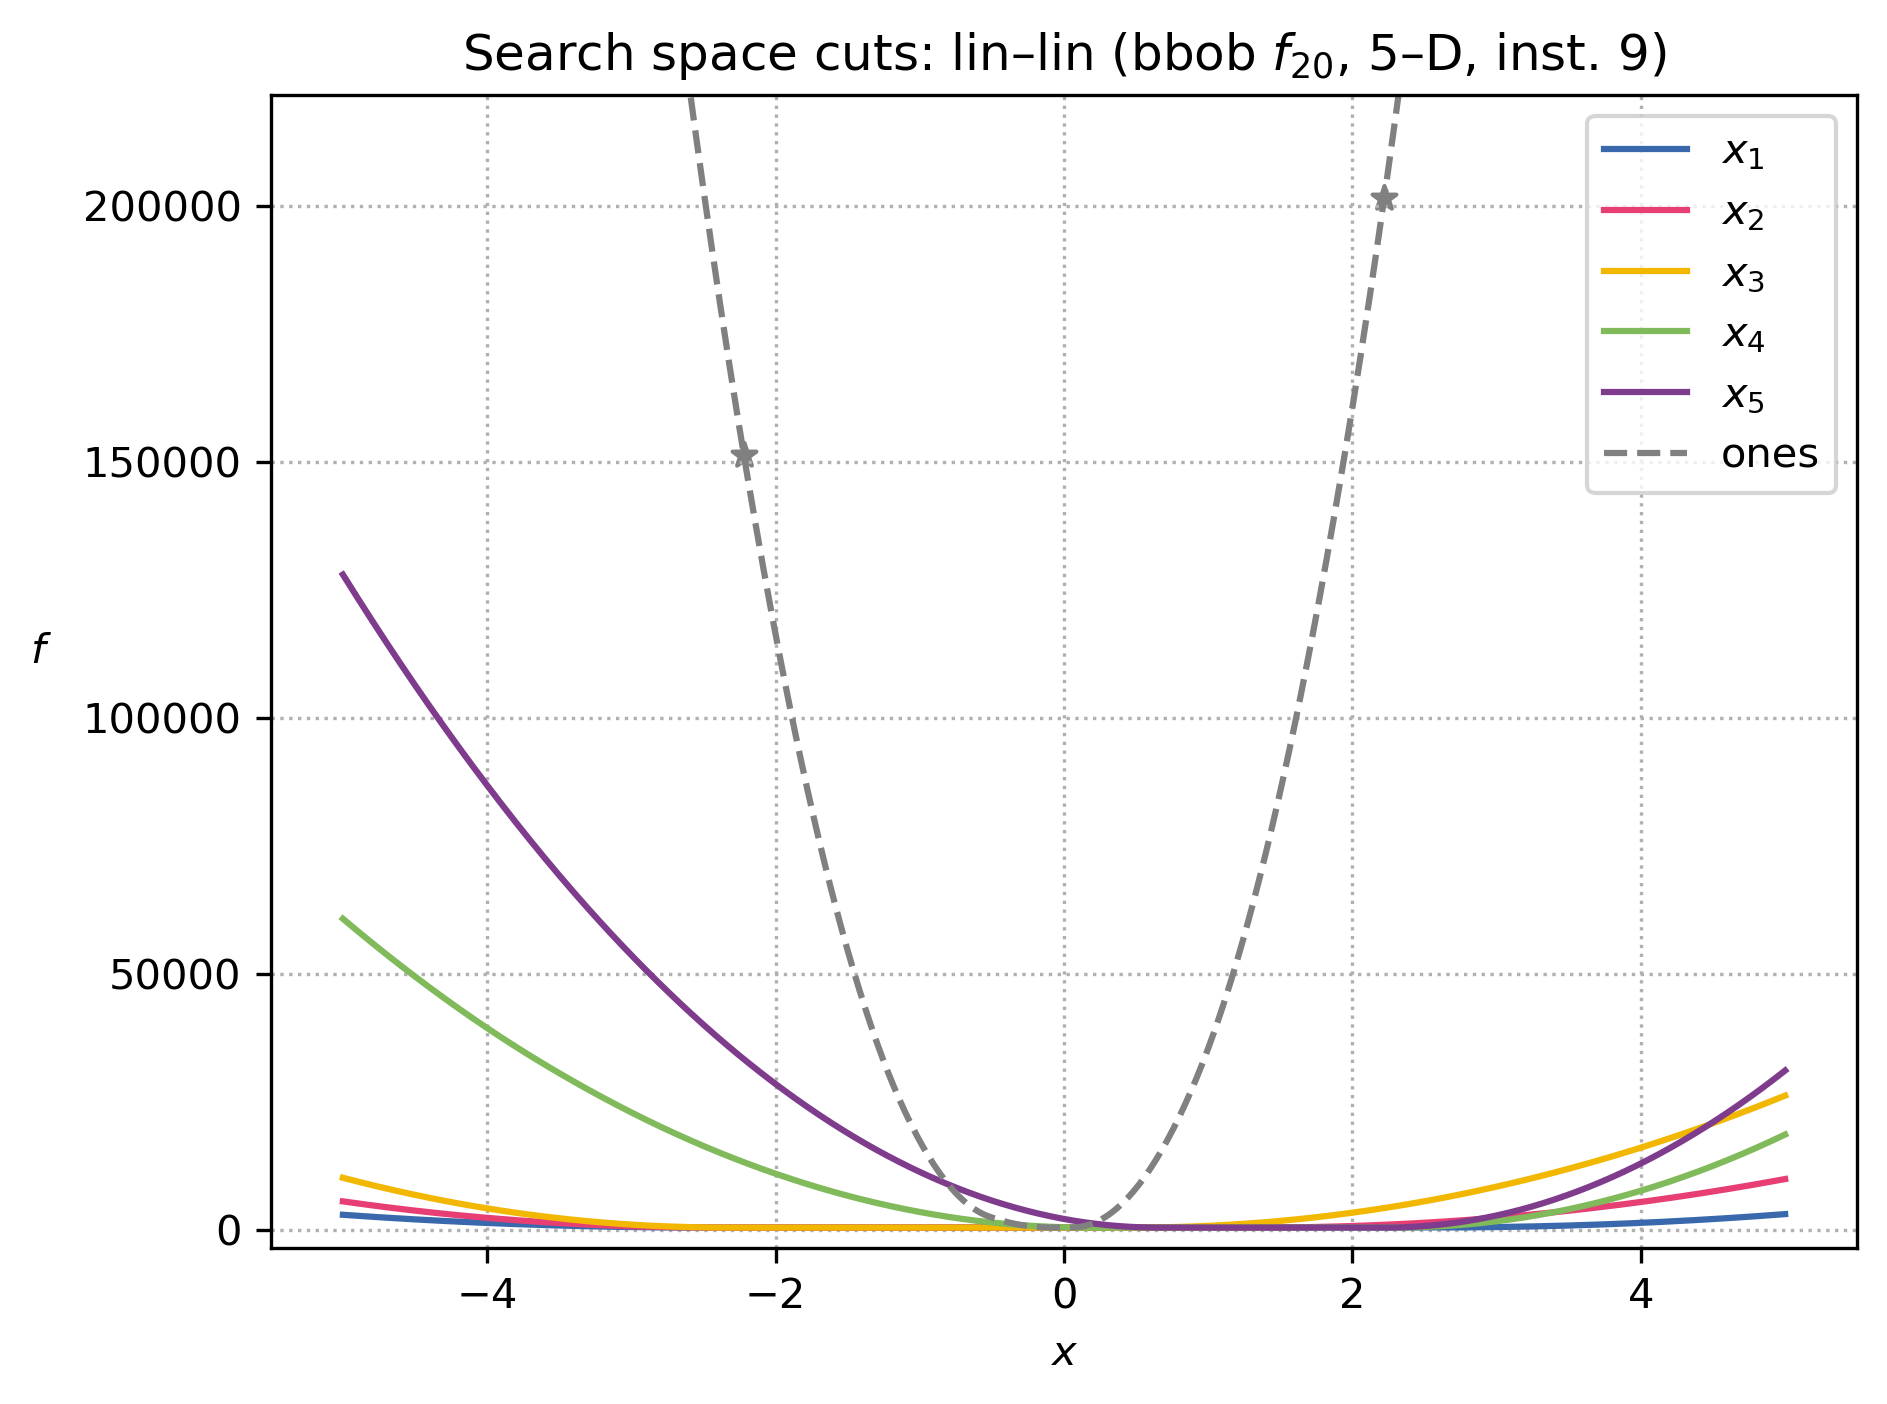 Search space cuts: lin–lin (bbob f₂₀, 5–D, inst. 9)
x₁
x₂
x₃
x₄
x₅
ones
200000
150000
100000
50000
0
f
−4 −2 0 2 4
x